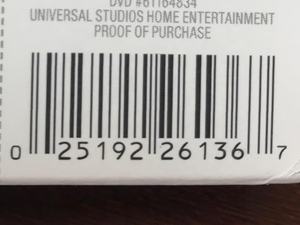 DVD #61164834
UNIVERSAL STUDIOS HOME ENTERTAINMENT
PROOF OF PURCHASE
0 25192 26136 7